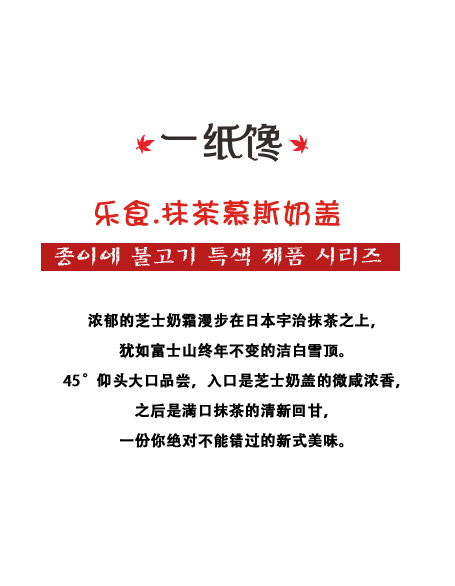 一纸馋
乐食.抹茶慕斯奶盖
종이에 불고기 특색 제품 시리즈
浓郁的芝士奶霜漫步在日本宇治抹茶之上,
犹如富士山终年不变的洁白雪顶。
45°仰头大口品尝，入口是芝士奶盖的微咸浓香,
之后是满口抹茶的清新回甘,
一份你绝对不能错过的新式美味。